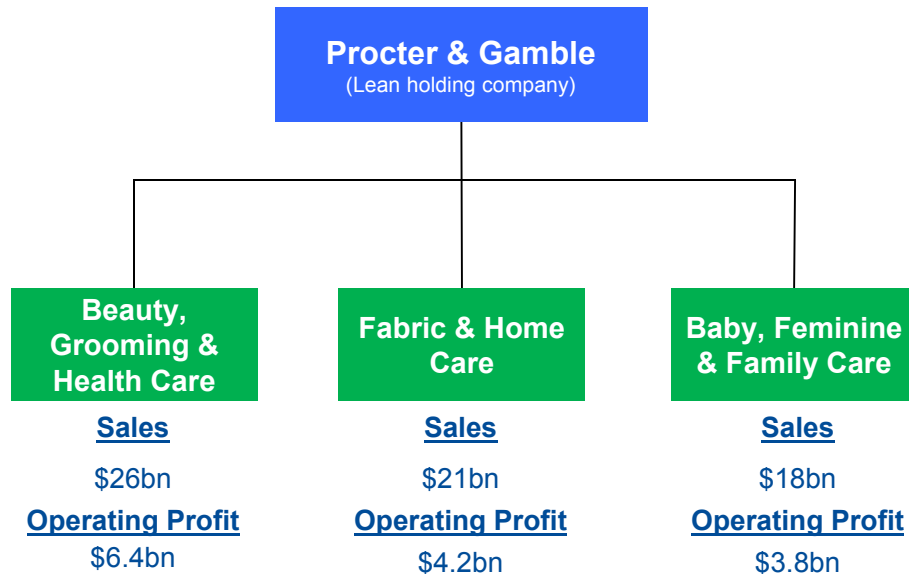 Procter & Gamble
(Lean holding company)
Beauty,
Grooming &
Health Care
Sales
$26bn
Operating Profit
$6.4bn
Fabric & Home
Care
Sales
$21bn
Operating Profit
$4.2bn
Baby, Feminine
& Family Care
Sales
$18bn
Operating Profit
$3.8bn